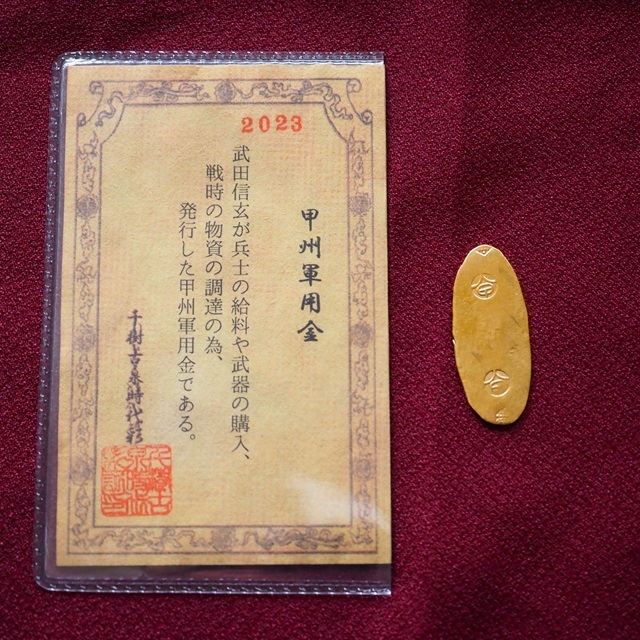 2023
甲州軍用金
武田信玄が兵士の給料や武器の購入、
戦時の物資の調達の為、
発行した甲州軍用金である。